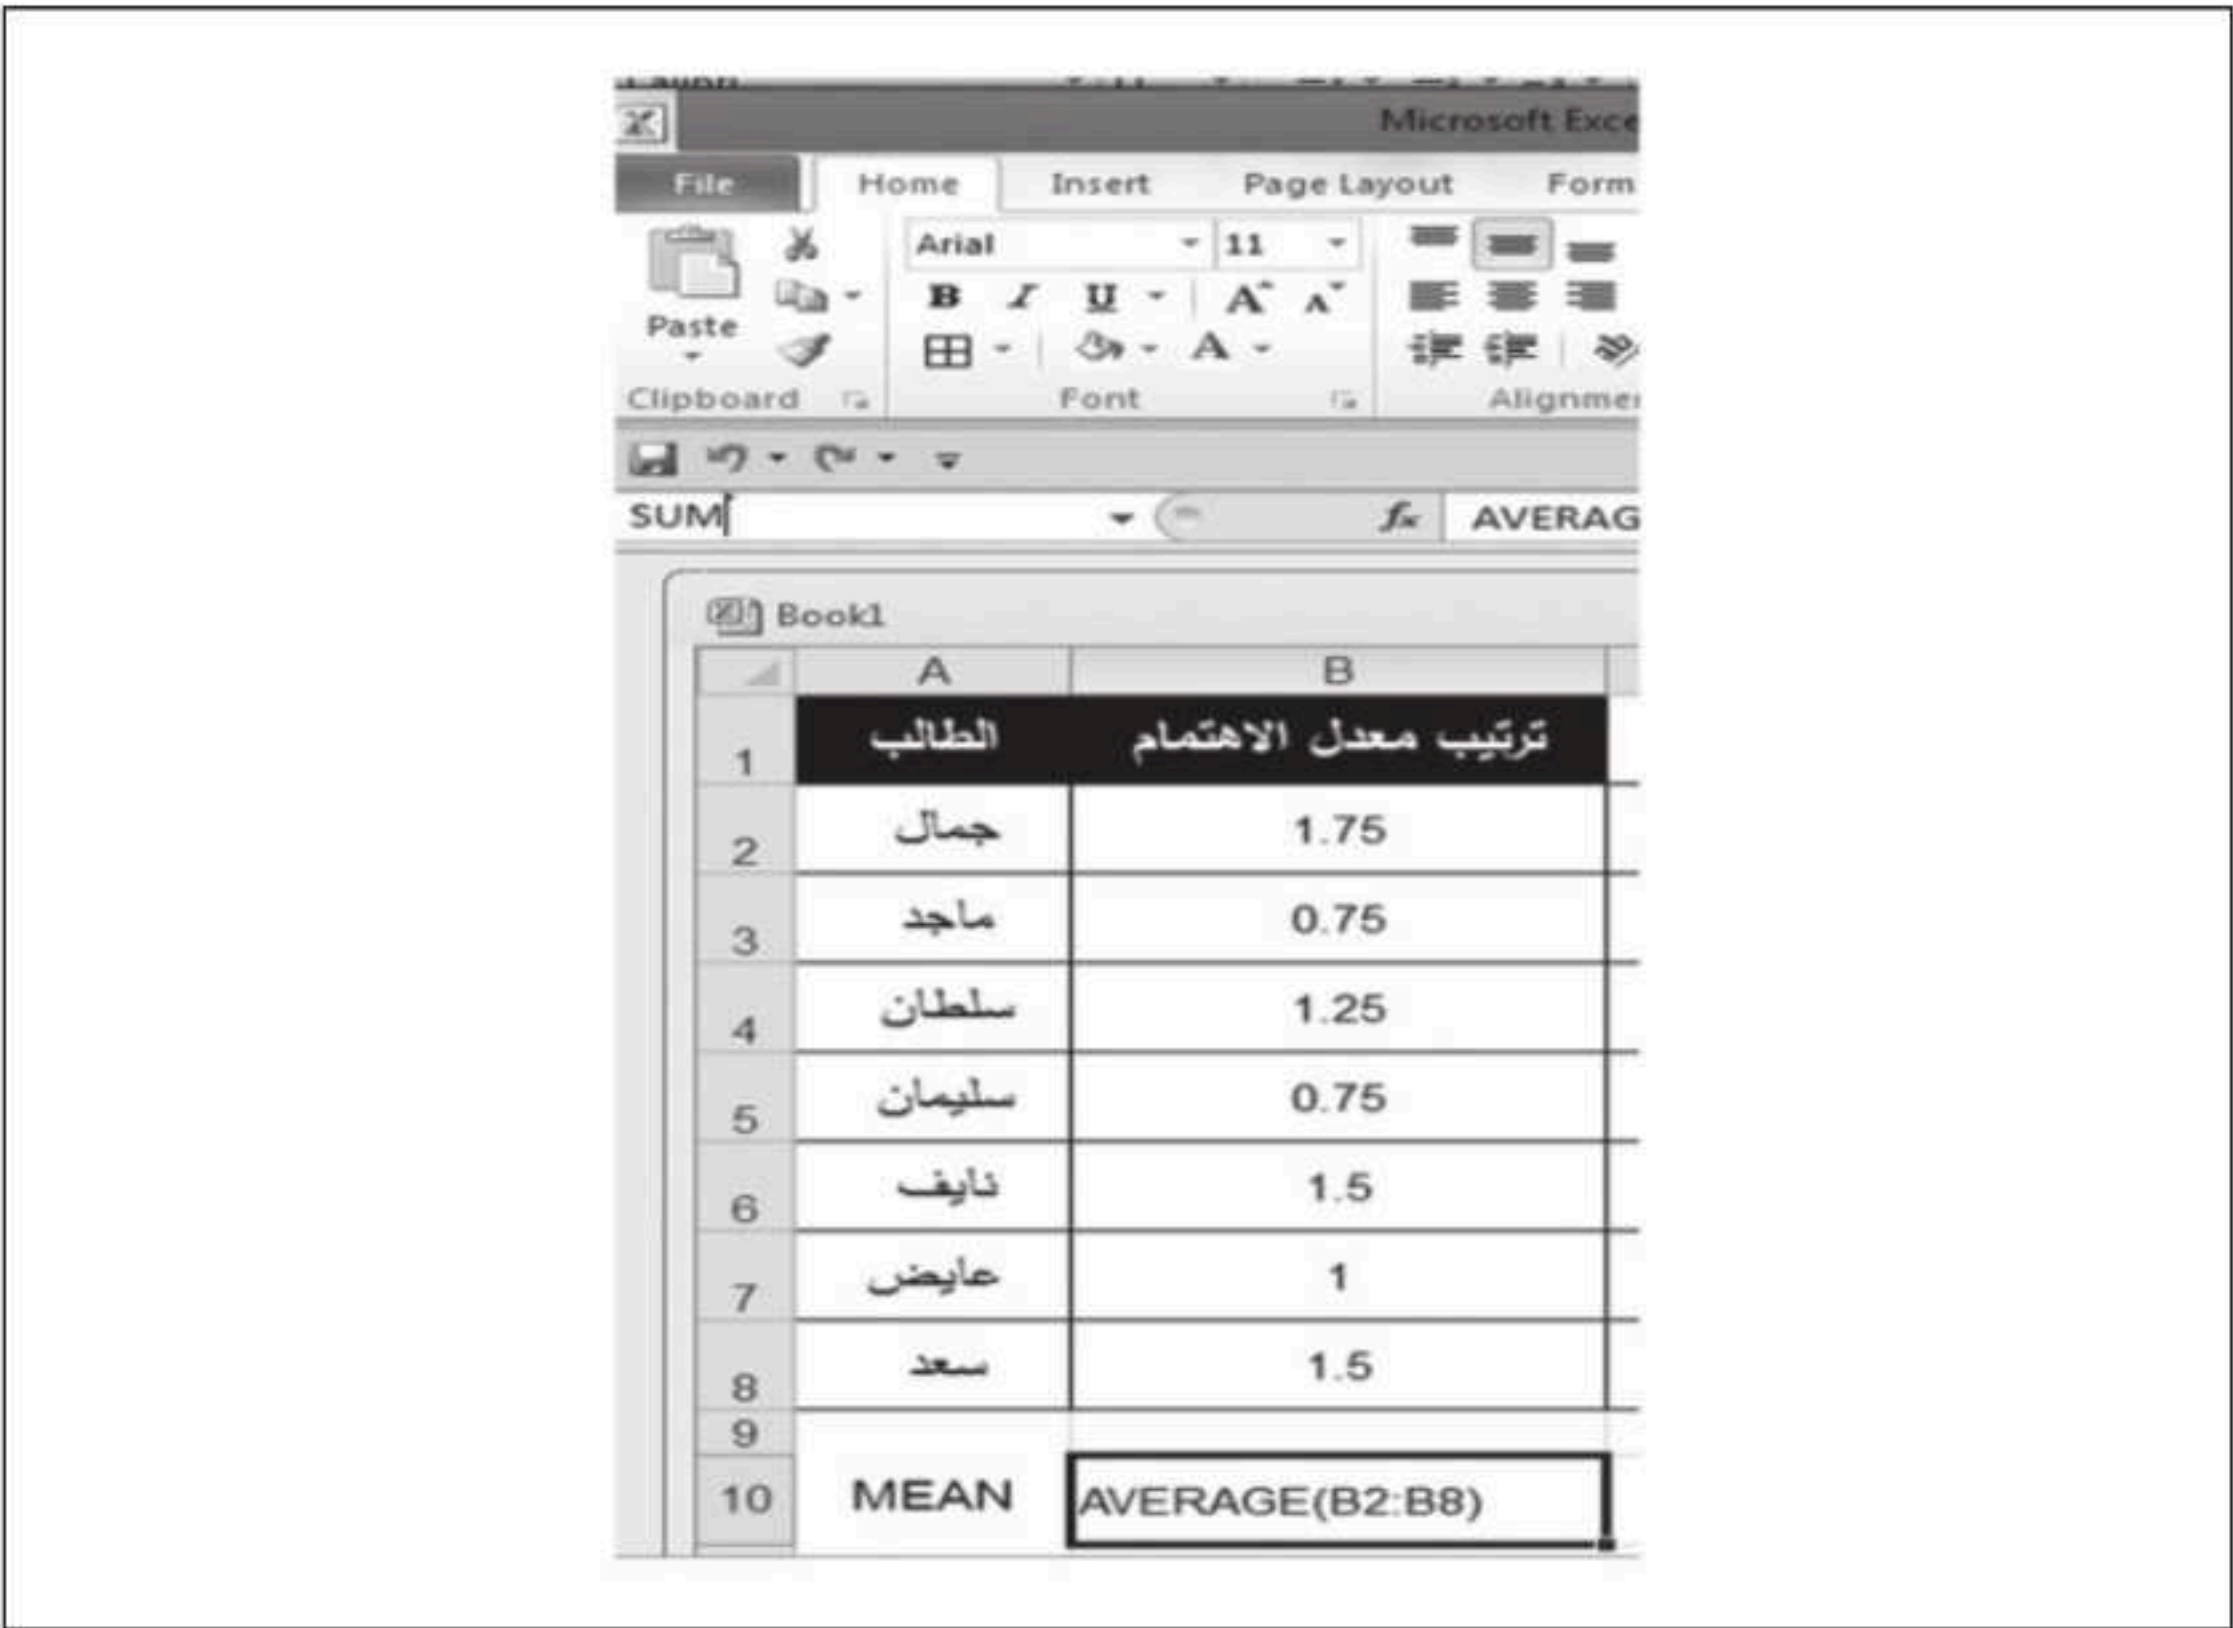 Microsoft Exce
File Home Insert Page Layout Form
Arial 11
B I U A A
Paste A
Clipboard Font Alignme
SUM fx AVERAG
Book1
A B
1 الطالب ترتيب معدل الاهتمام
2 جمال 1.75
3 ماجد 0.75
4 سلطان 1.25
5 سليمان 0.75
6 نايف 1.5
7 عايض 1
8 سعد 1.5
9
10 MEAN AVERAGE(B2:B8)